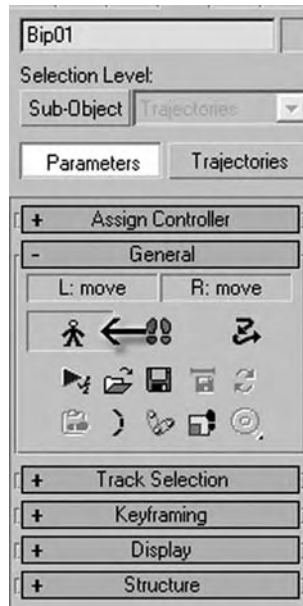 Bip01
Selection Level:
Sub-Object Trajectories
Parameters Trajectories
+ Assign Controller
- General
L: move R: move
+ Track Selection
+ Keyframing
+ Display
+ Structure